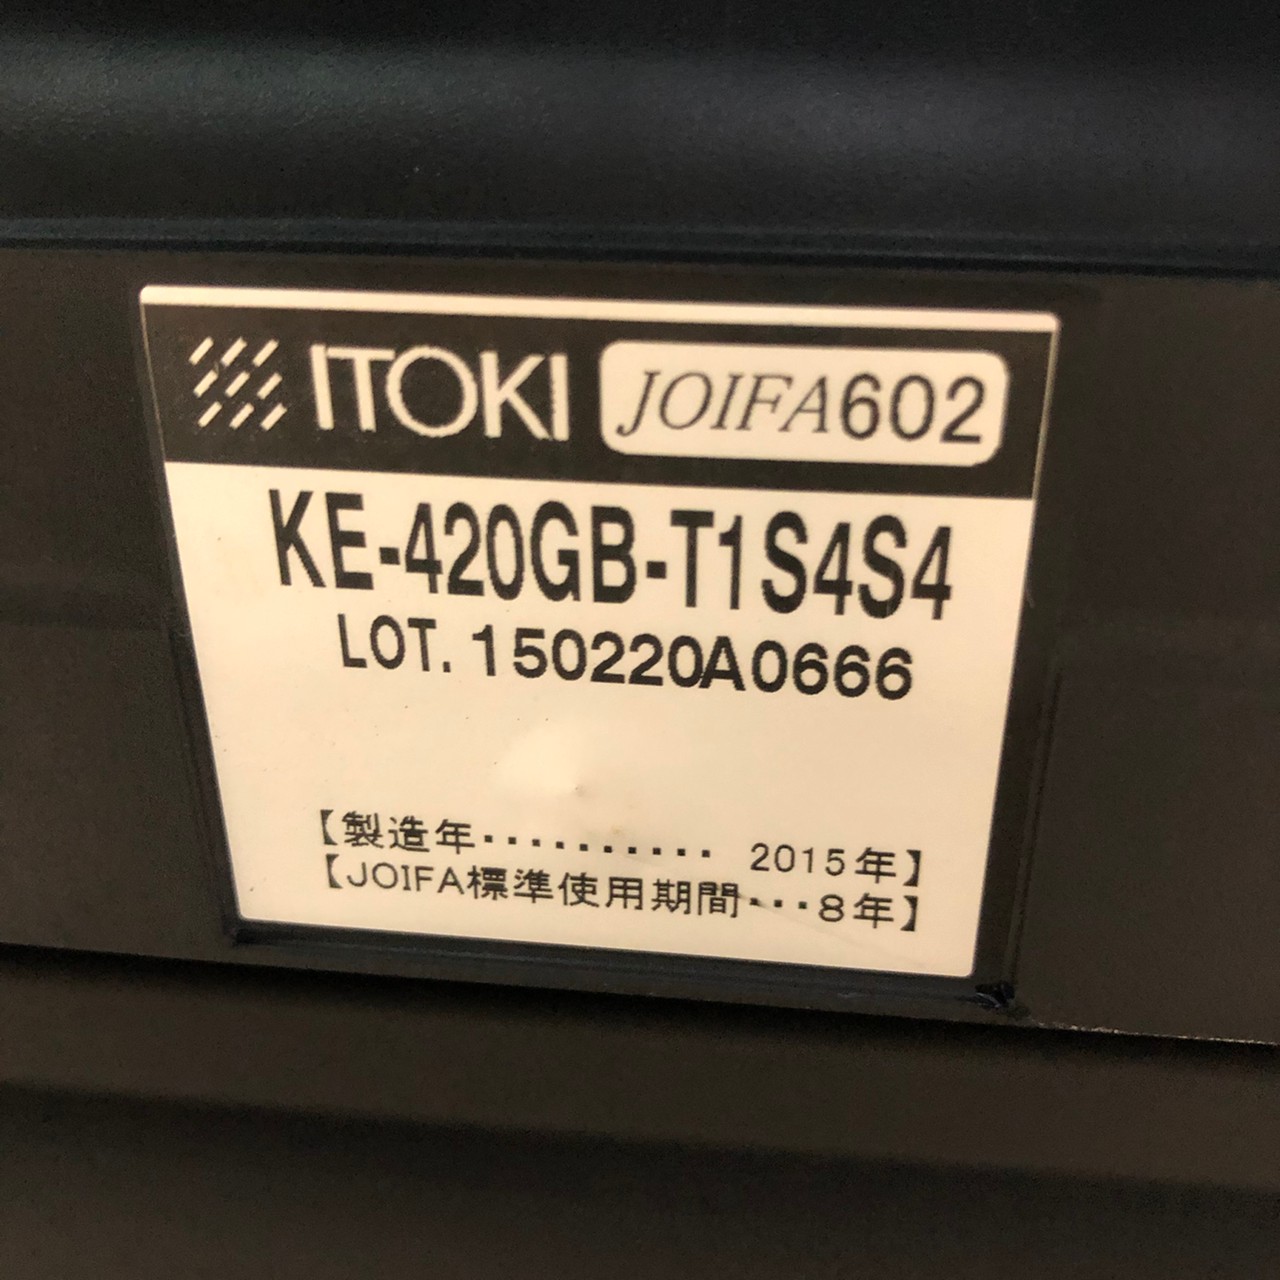 ITOKI JOIFA602
KE-420GB-T1S4S4
LOT. 150220A0666
【製造年・・・・・・・・・・ 2015年】
【JOIFA標準使用期間・・・8年】